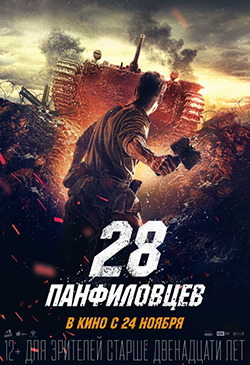 28
ПАНФИЛОВЦЕВ
В КИНО С 24 НОЯБРЯ
12+ ДЛЯ ЗРИТЕЛЕЙ СТАРШЕ ДВЕНАДЦАТИ ЛЕТ